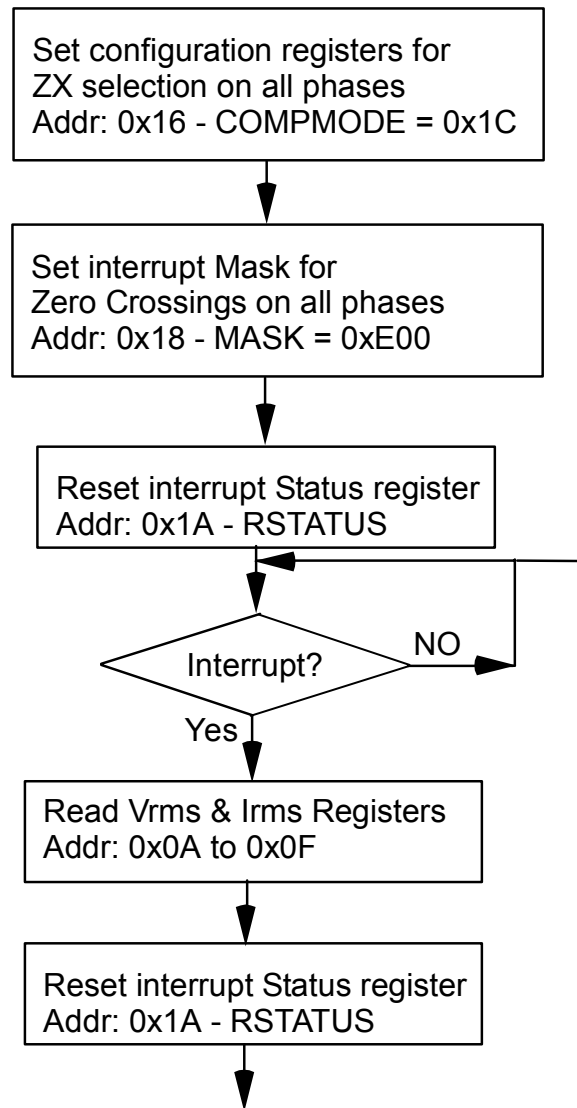 Set configuration registers for
ZX selection on all phases
Addr: 0x16 - COMPMODE = 0x1C
Set interrupt Mask for
Zero Crossings on all phases
Addr: 0x18 - MASK = 0xE00
Reset interrupt Status register
Addr: 0x1A - RSTATUS
Interrupt?
NO
Yes
Read Vrms & Irms Registers
Addr: 0x0A to 0x0F
Reset interrupt Status register
Addr: 0x1A - RSTATUS